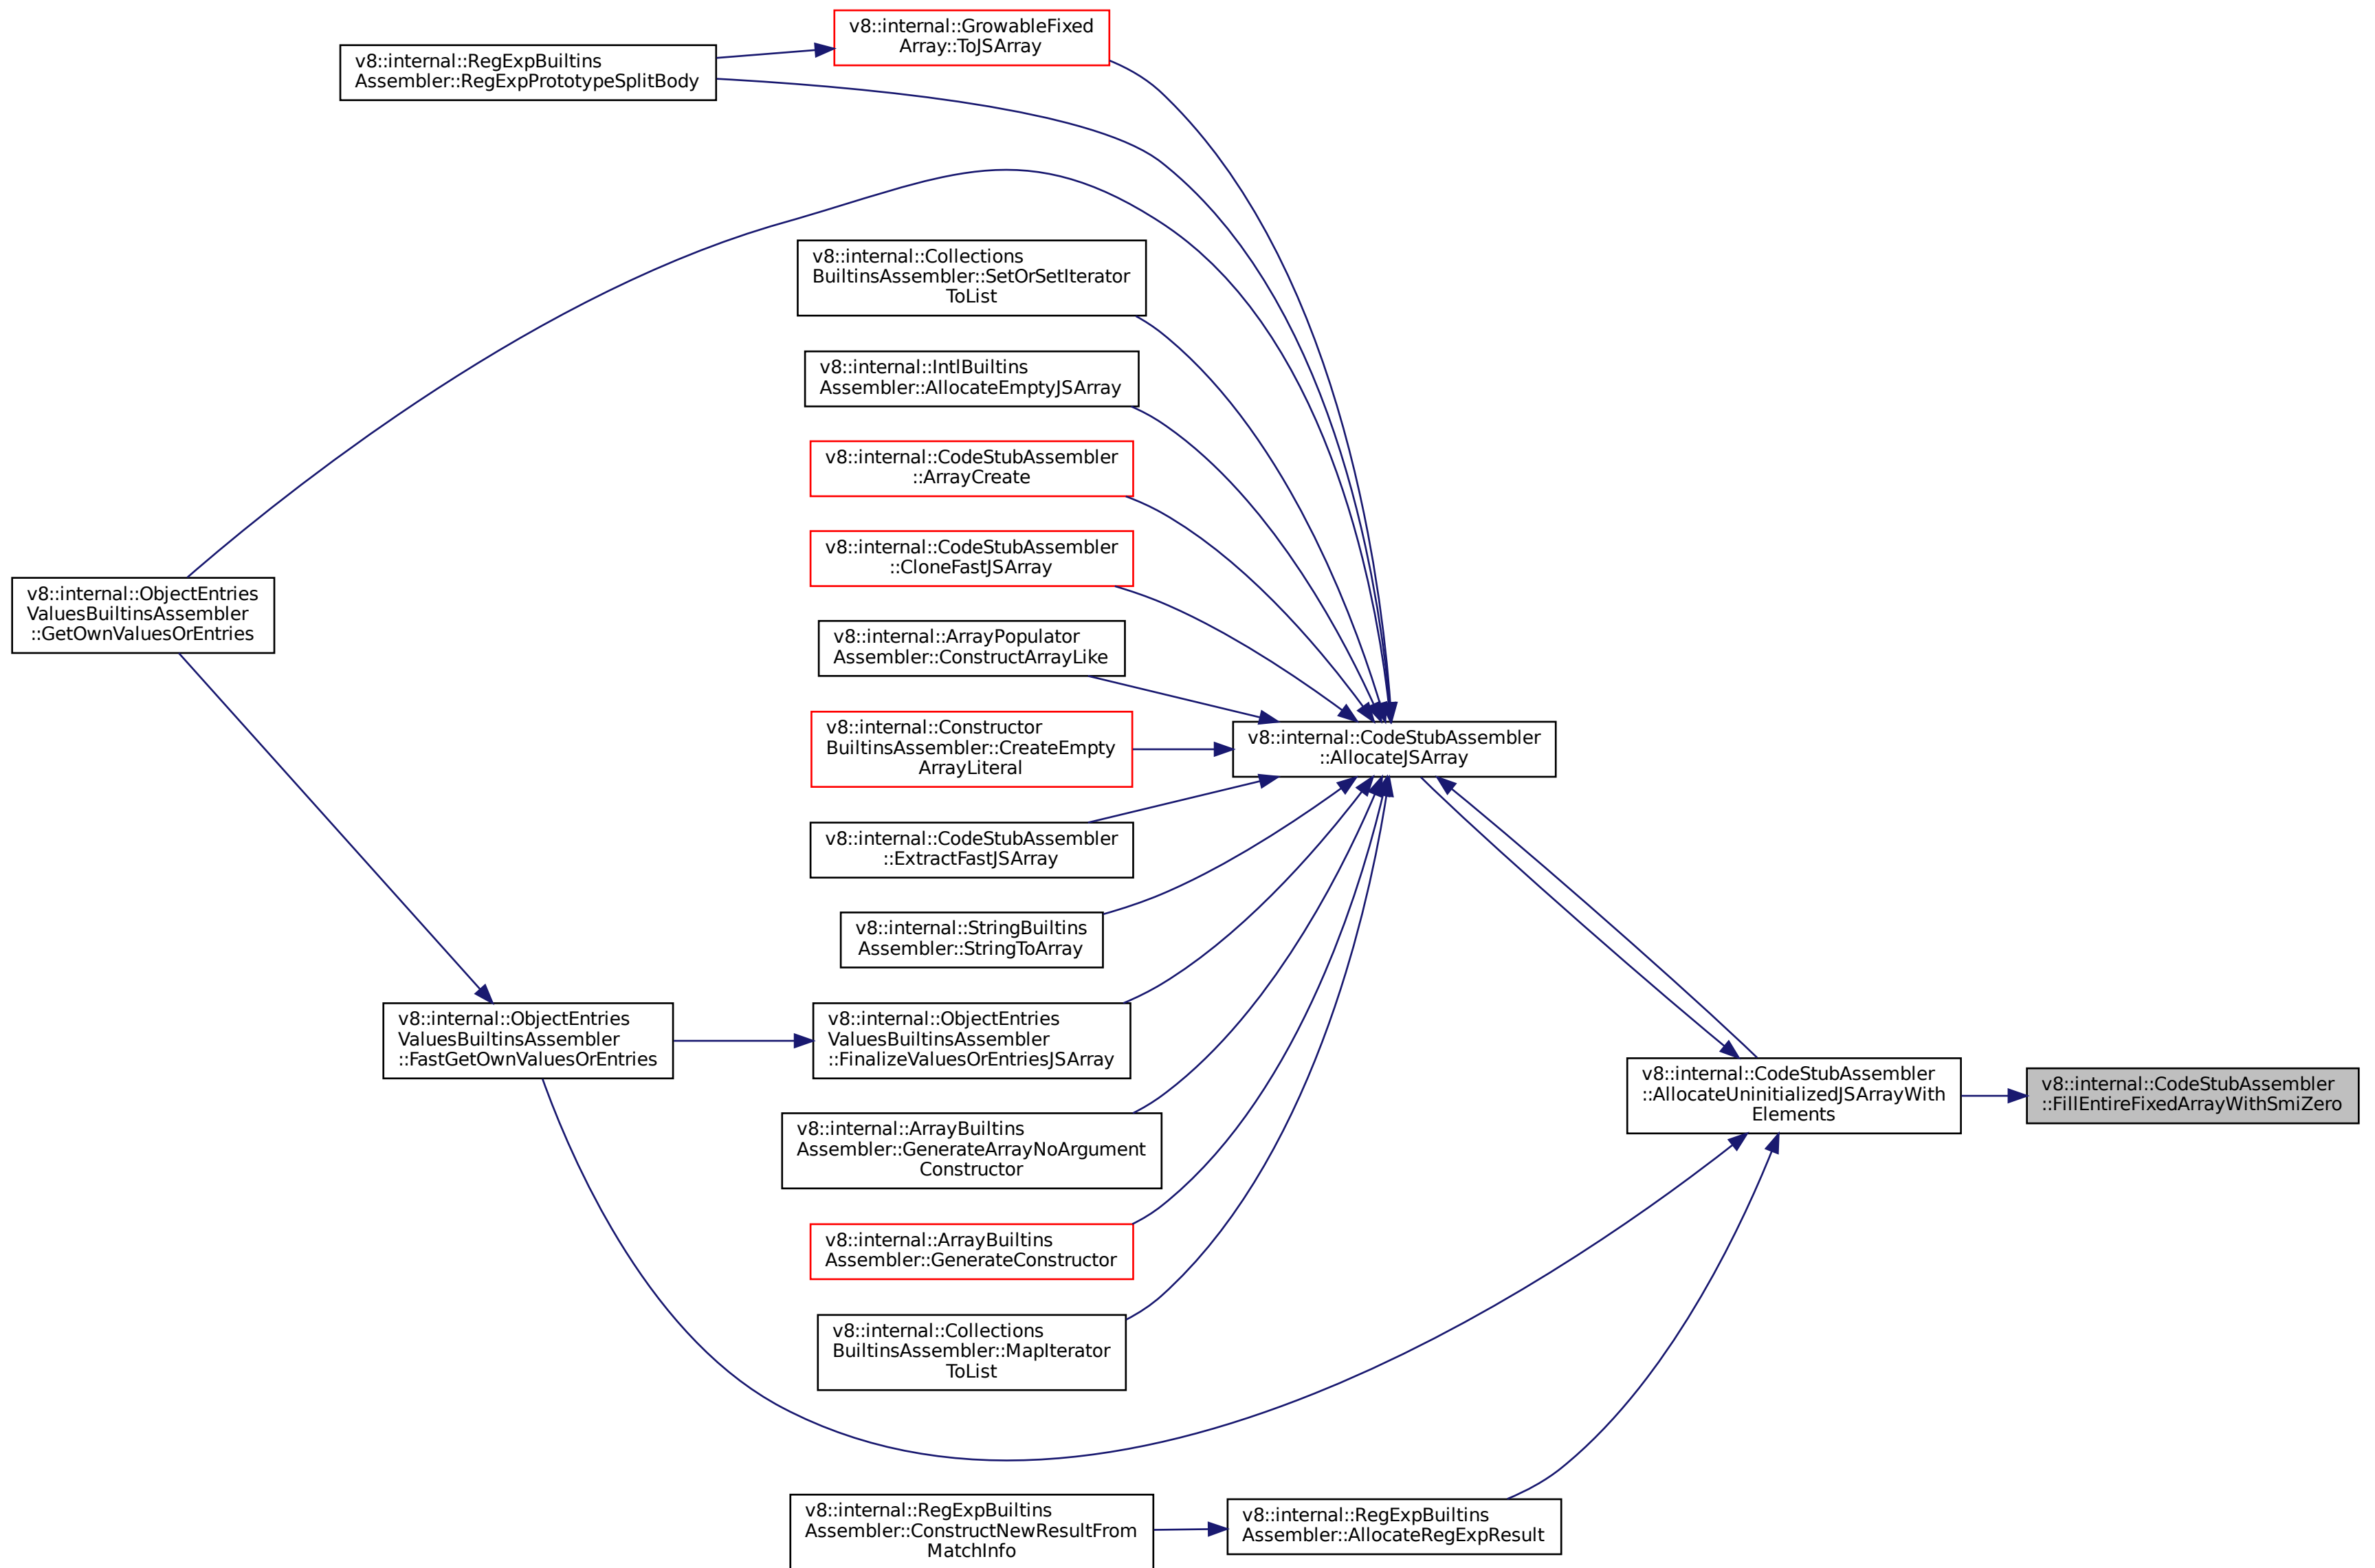 v8::internal::GrowableFixed
Array::ToJSArray
v8::internal::RegExpBuiltins
Assembler::RegExpPrototypeSplitBody
v8::internal::Collections
BuiltinsAssembler::SetOrSetIterator
ToList
v8::internal::IntlBuiltins
Assembler::AllocateEmptyJSArray
v8::internal::CodeStubAssembler
::ArrayCreate
v8::internal::CodeStubAssembler
::CloneFastJSArray
v8::internal::ObjectEntries
ValuesBuiltinsAssembler
::GetOwnValuesOrEntries
v8::internal::ArrayPopulator
Assembler::ConstructArrayLike
v8::internal::Constructor
BuiltinsAssembler::CreateEmpty
ArrayLiteral
v8::internal::CodeStubAssembler
::AllocateJSArray
v8::internal::CodeStubAssembler
::ExtractFastJSArray
v8::internal::StringBuiltins
Assembler::StringToArray
v8::internal::ObjectEntries
ValuesBuiltinsAssembler
::FastGetOwnValuesOrEntries
v8::internal::ObjectEntries
ValuesBuiltinsAssembler
::FinalizeValuesOrEntriesJSArray
v8::internal::CodeStubAssembler
::AllocateUninitializedJSArrayWith
Elements
v8::internal::CodeStubAssembler
::FillEntireFixedArrayWithSmiZero
v8::internal::ArrayBuiltins
Assembler::GenerateArrayNoArgument
Constructor
v8::internal::ArrayBuiltins
Assembler::GenerateConstructor
v8::internal::Collections
BuiltinsAssembler::MapIterator
ToList
v8::internal::RegExpBuiltins
Assembler::ConstructNewResultFrom
MatchInfo
v8::internal::RegExpBuiltins
Assembler::AllocateRegExpResult